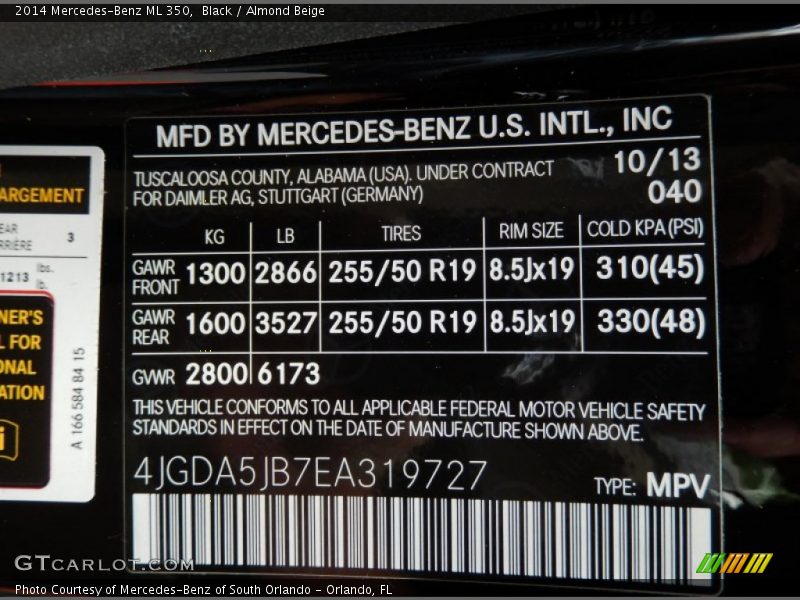 2014 Mercedes-Benz ML 350, Black / Almond Beige
MFD BY MERCEDES-BENZ U.S. INTL., INC
TUSCALOOSA COUNTY, ALABAMA (USA). UNDER CONTRACT
FOR DAIMLER AG, STUTTGART (GERMANY)
10/13
040
KG LB TIRES RIM SIZE COLD KPA (PSI)
GAWR FRONT 1300 2866 255/50 R19 8.5Jx19 310(45)
GAWR REAR 1600 3527 255/50 R19 8.5Jx19 330(48)
GVWR 2800 6173
THIS VEHICLE CONFORMS TO ALL APPLICABLE FEDERAL MOTOR VEHICLE SAFETY
STANDARDS IN EFFECT ON THE DATE OF MANUFACTURE SHOWN ABOVE.
4JGDA5JB7EA319727
TYPE: MPV
ARGEMENT
3
1213 lbs.
NER'S
L FOR
ONAL
ATION
i
A 166 584 84 15
GTcarlot.com
Photo Courtesy of Mercedes-Benz of South Orlando - Orlando, FL